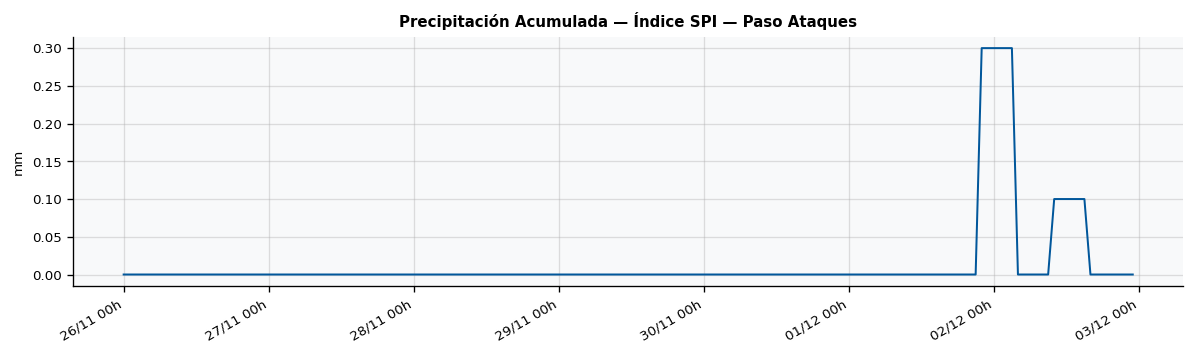 Precipitación Acumulada — Índice SPI — Paso Ataques
mm
0.30
0.25
0.20
0.15
0.10
0.05
0.00
26/11 00h
27/11 00h
28/11 00h
29/11 00h
30/11 00h
01/12 00h
02/12 00h
03/12 00h